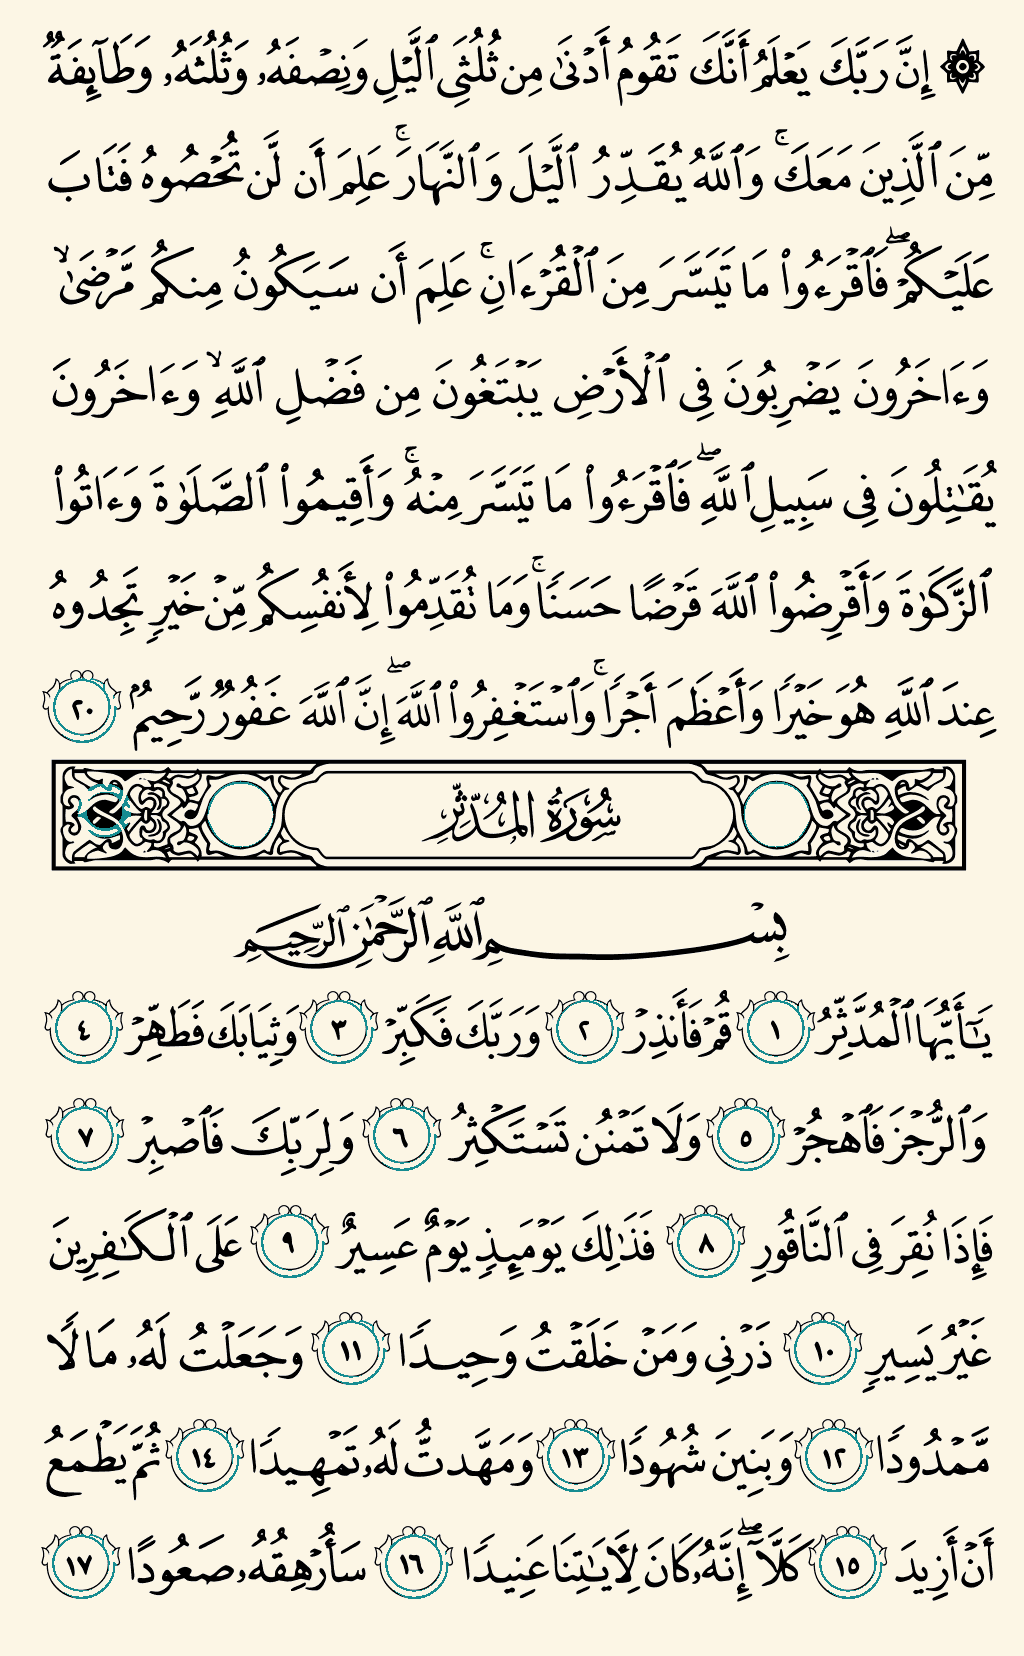 ۞ إِنَّ رَبَّكَ يَعۡلَمُ أَنَّكَ تَقُومُ أَدۡنَىٰ مِن ثُلُثَيِ ٱلَّيۡلِ وَنِصۡفَهُۥ وَثُلُثَهُۥ وَطَآئِفَةٞ
مِّنَ ٱلَّذِينَ مَعَكَۚ وَٱللَّهُ يُقَدِّرُ ٱلَّيۡلَ وَٱلنَّهَارَۚ عَلِمَ أَن لَّن تُحۡصُوهُ فَتَابَ
عَلَيۡكُمۡۖ فَٱقۡرَءُواْ مَا تَيَسَّرَ مِنَ ٱلۡقُرۡءَانِۚ عَلِمَ أَن سَيَكُونُ مِنكُم مَّرۡضَىٰۙ
وَءَاخَرُونَ يَضۡرِبُونَ فِي ٱلۡأَرۡضِ يَبۡتَغُونَ مِن فَضۡلِ ٱللَّهِۙ وَءَاخَرُونَ
يُقَٰتِلُونَ فِي سَبِيلِ ٱللَّهِۖ فَٱقۡرَءُواْ مَا تَيَسَّرَ مِنۡهُۚ وَأَقِيمُواْ ٱلصَّلَوٰةَ وَءَاتُواْ
ٱلزَّكَوٰةَ وَأَقۡرِضُواْ ٱللَّهَ قَرۡضًا حَسَنٗاۚ وَمَا تُقَدِّمُواْ لِأَنفُسِكُم مِّنۡ خَيۡرٖ تَجِدُوهُ
عِندَ ٱللَّهِ هُوَ خَيۡرٗا وَأَعۡظَمَ أَجۡرٗاۚ وَٱسۡتَغۡفِرُواْ ٱللَّهَۖ إِنَّ ٱللَّهَ غَفُورٞ رَّحِيمُۢ ٢٠
سُورَةُ المُدَّثِّرِ
بِسۡمِ ٱللَّهِ ٱلرَّحۡمَٰنِ ٱلرَّحِيمِ
يَٰٓأَيُّهَا ٱلۡمُدَّثِّرُ ١ قُمۡ فَأَنذِرۡ ٢ وَرَبَّكَ فَكَبِّرۡ ٣ وَثِيَابَكَ فَطَهِّرۡ ٤
وَٱلرُّجۡزَ فَٱهۡجُرۡ ٥ وَلَا تَمۡنُن تَسۡتَكۡثِرُ ٦ وَلِرَبِّكَ فَٱصۡبِرۡ ٧
فَإِذَا نُقِرَ فِي ٱلنَّاقُورِ ٨ فَذَٰلِكَ يَوۡمَئِذٖ يَوۡمٌ عَسِيرٌ ٩ عَلَى ٱلۡكَٰفِرِينَ
غَيۡرُ يَسِيرٖ ١٠ ذَرۡنِي وَمَنۡ خَلَقۡتُ وَحِيدٗا ١١ وَجَعَلۡتُ لَهُۥ مَالٗا
مَّمۡدُودٗا ١٢ وَبَنِينَ شُهُودٗا ١٣ وَمَهَّدتُّ لَهُۥ تَمۡهِيدٗا ١٤ ثُمَّ يَطۡمَعُ
أَنۡ أَزِيدَ ١٥ كَلَّآۖ إِنَّهُۥ كَانَ لِأٓيَٰتِنَا عَنِيدٗا ١٦ سَأُرۡهِقُهُۥ صَعُودًا ١٧